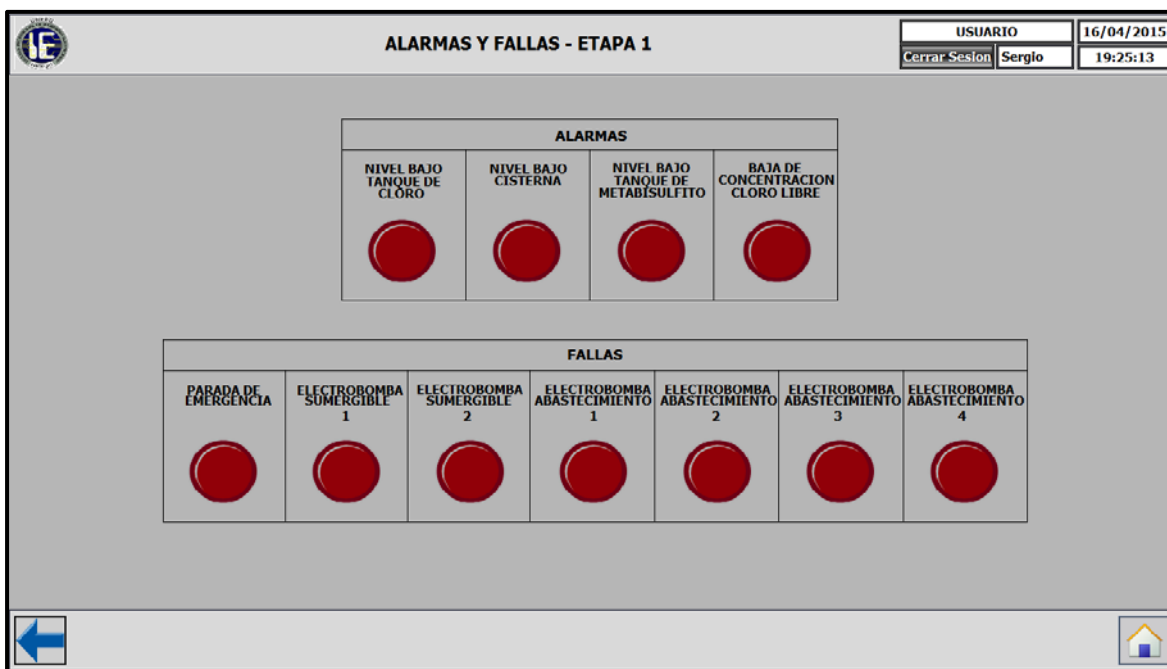 ALARMAS Y FALLAS - ETAPA 1
USUARIO
16/04/2015
Cerrar Sesion
Sergio
19:25:13
ALARMAS
NIVEL BAJO
TANQUE DE
CLORO
NIVEL BAJO
CISTERNA
NIVEL BAJO
TANQUE DE
METABISULFITO
BAJA DE
CONCENTRACION
CLORO LIBRE
FALLAS
PARADA DE
EMERGENCIA
ELECTROBOMBA
SUMERGIBLE
1
ELECTROBOMBA
SUMERGIBLE
2
ELECTROBOMBA
ABASTECIMIENTO
1
ELECTROBOMBA
ABASTECIMIENTO
2
ELECTROBOMBA
ABASTECIMIENTO
3
ELECTROBOMBA
ABASTECIMIENTO
4